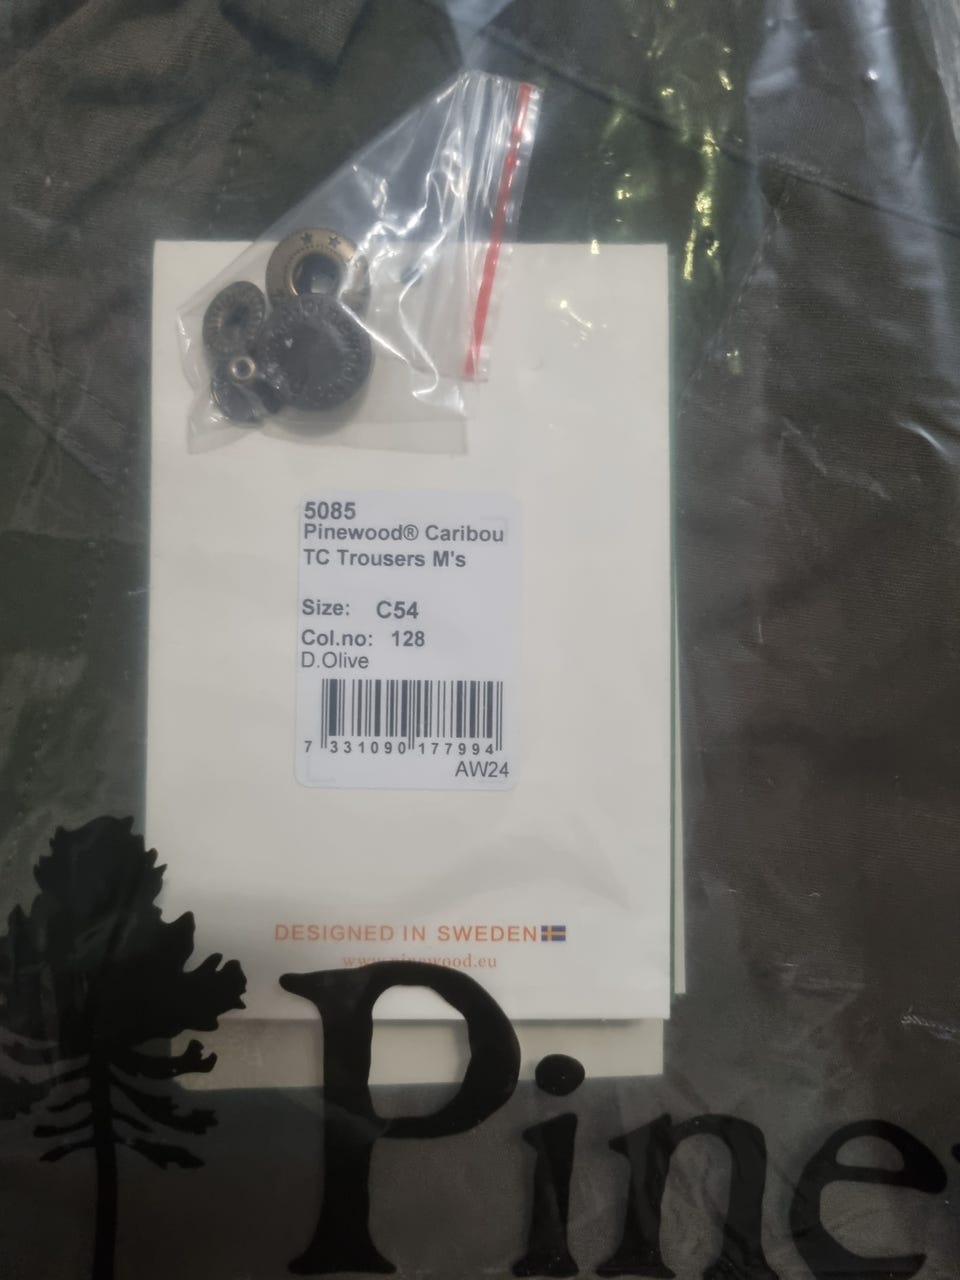 5085
Pinewood® Caribou
TC Trousers M's
Size: C54
Col.no: 128
D.Olive
7 331090 177994
AW24
DESIGNED IN SWEDEN
www.pinewood.eu
Pine